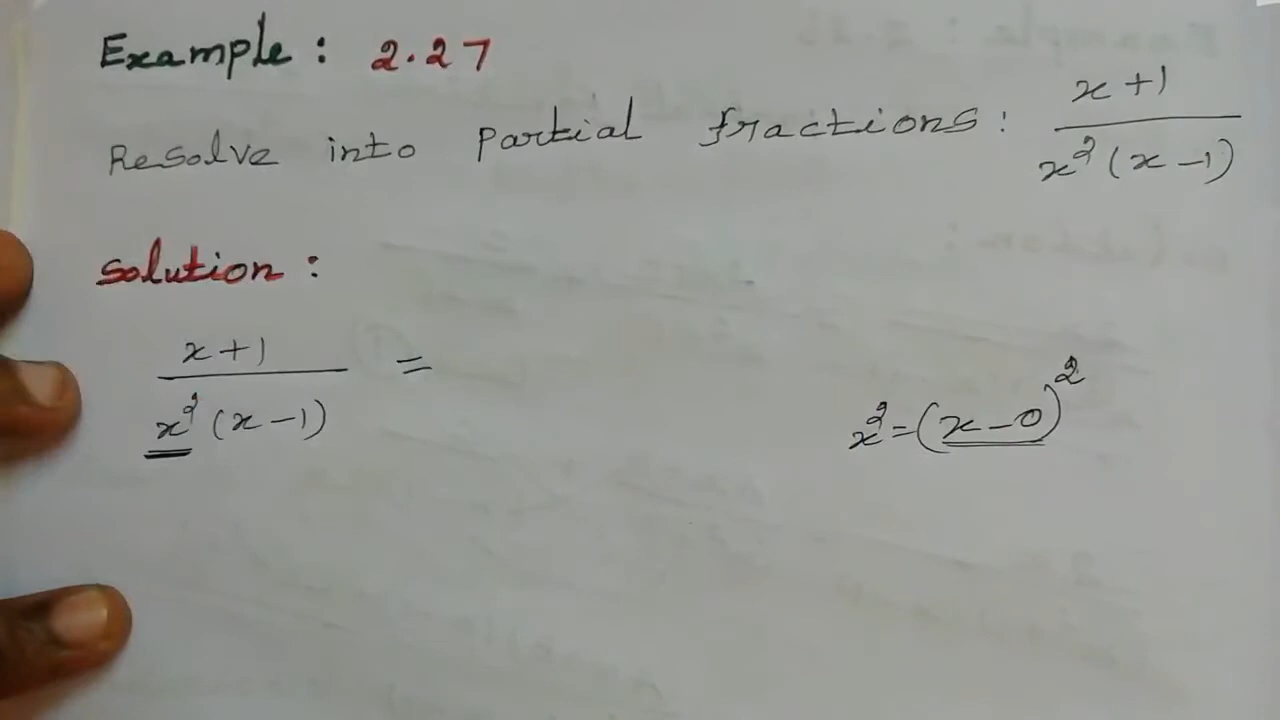 Example : 2.27
Resolve into partial fractions : x+1 / x²(x-1)
Solution :
x+1 / x²(x-1) =
x² = (x-0)²